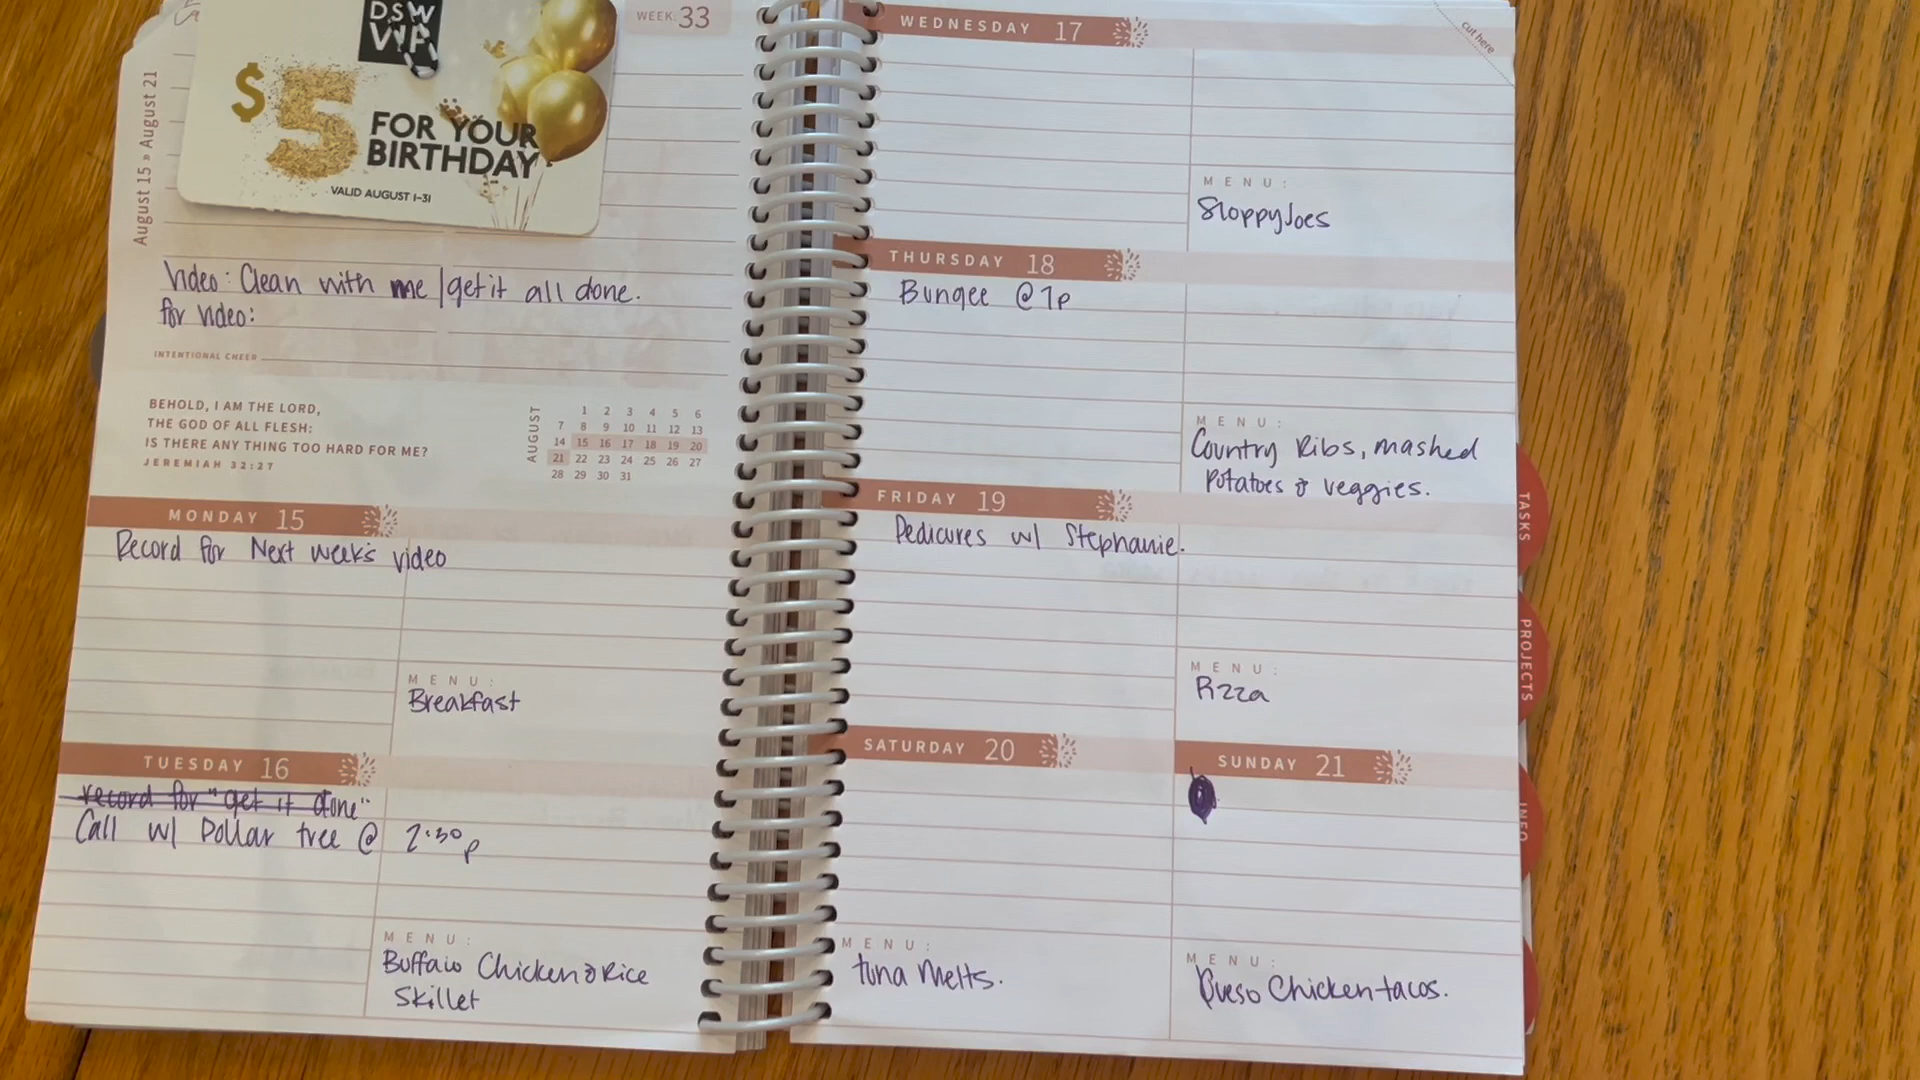 DSW
VIP
$5
FOR YOUR
BIRTHDAY
VALID AUGUST 1-31
WEEK: 33
August 15 » August 21
Video: Clean with me | get it all done.
for video:
INTENTIONAL CHEER
BEHOLD, I AM THE LORD,
THE GOD OF ALL FLESH:
IS THERE ANY THING TOO HARD FOR ME?
JEREMIAH 32:27
AUGUST
1 2 3 4 5 6
7 8 9 10 11 12 13
14 15 16 17 18 19 20
21 22 23 24 25 26 27
28 29 30 31
MONDAY 15
Record for Next week's video
MENU:
Breakfast
TUESDAY 16
record for "get it done"
Call w/ Dollar tree @ 2:30p
MENU:
Buffalo Chicken & Rice
Skillet
WEDNESDAY 17
cut here
MENU:
Sloppy Joes
THURSDAY 18
Bungee @ 1p
MENU:
Country Ribs, mashed
Potatoes & veggies.
FRIDAY 19
Pedicures w/ Stephanie.
MENU:
Pizza
SATURDAY 20
MENU:
tuna Melts.
SUNDAY 21
MENU:
Queso Chicken tacos.
TASKS
PROJECTS
INFO